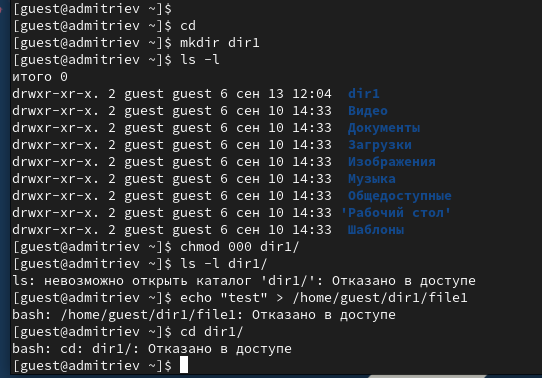 [guest@admitriev ~]$
[guest@admitriev ~]$ cd
[guest@admitriev ~]$ mkdir dir1
[guest@admitriev ~]$ ls -l
итого 0
drwxr-xr-x. 2 guest guest 6 сен 13 12:04  dir1
drwxr-xr-x. 2 guest guest 6 сен 10 14:33  Видео
drwxr-xr-x. 2 guest guest 6 сен 10 14:33  Документы
drwxr-xr-x. 2 guest guest 6 сен 10 14:33  Загрузки
drwxr-xr-x. 2 guest guest 6 сен 10 14:33  Изображения
drwxr-xr-x. 2 guest guest 6 сен 10 14:33  Музыка
drwxr-xr-x. 2 guest guest 6 сен 10 14:33  Общедоступные
drwxr-xr-x. 2 guest guest 6 сен 10 14:33 'Рабочий стол'
drwxr-xr-x. 2 guest guest 6 сен 10 14:33  Шаблоны
[guest@admitriev ~]$ chmod 000 dir1/
[guest@admitriev ~]$ ls -l dir1/
ls: невозможно открыть каталог 'dir1/': Отказано в доступе
[guest@admitriev ~]$ echo "test" > /home/guest/dir1/file1
bash: /home/guest/dir1/file1: Отказано в доступе
[guest@admitriev ~]$ cd dir1/
bash: cd: dir1/: Отказано в доступе
[guest@admitriev ~]$